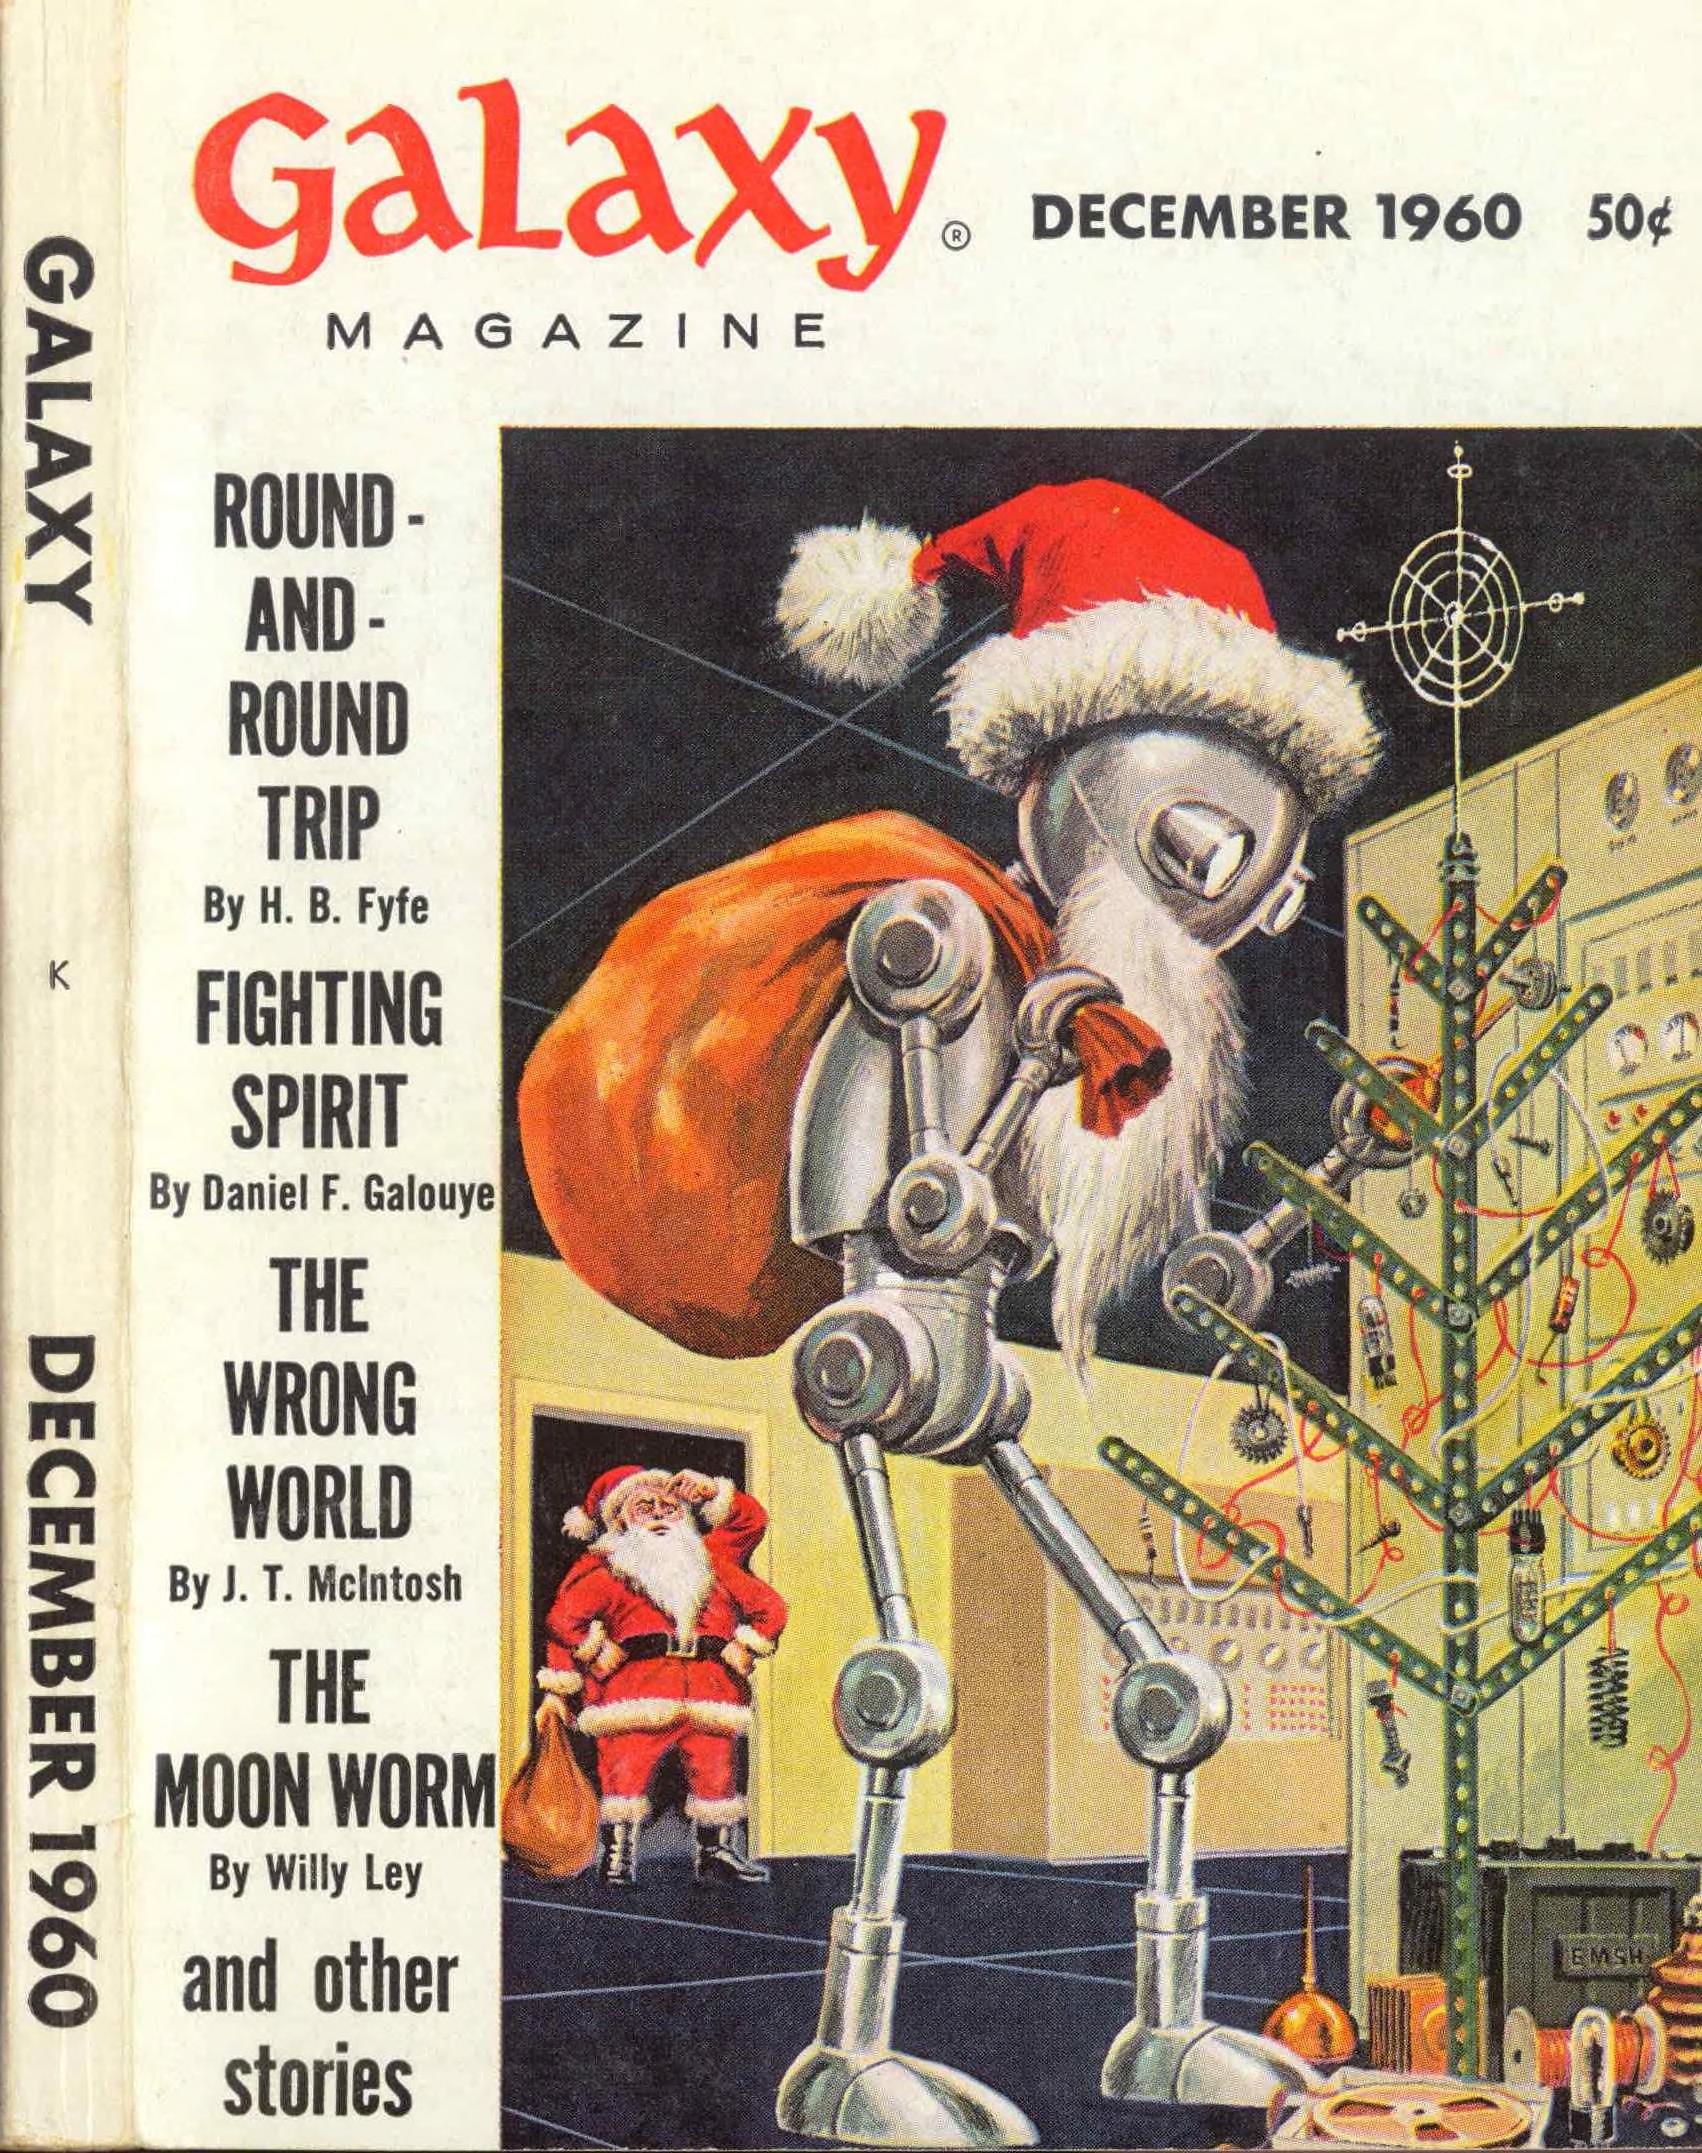 GALAXY
K
DECEMBER 1960
Galaxy®
DECEMBER 1960 50¢
MAGAZINE
ROUND-
AND-
ROUND
TRIP
By H. B. Fyfe
FIGHTING
SPIRIT
By Daniel F. Galouye
THE
WRONG
WORLD
By J. T. McIntosh
THE
MOON WORM
By Willy Ley
and other
stories
EMSH